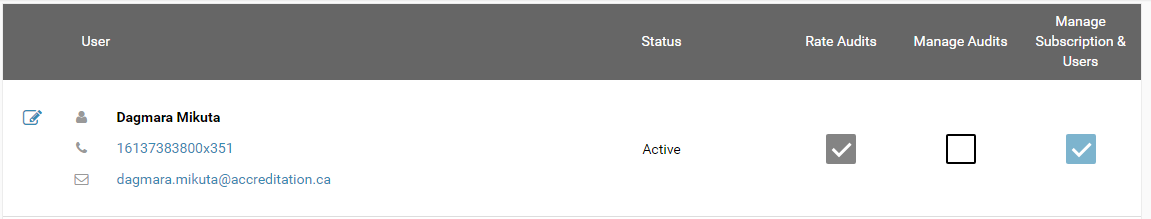 User
Status
Rate Audits
Manage Audits
Manage
Subscription &
Users
Dagmara Mikuta
16137383800x351
dagmara.mikuta@accreditation.ca
Active